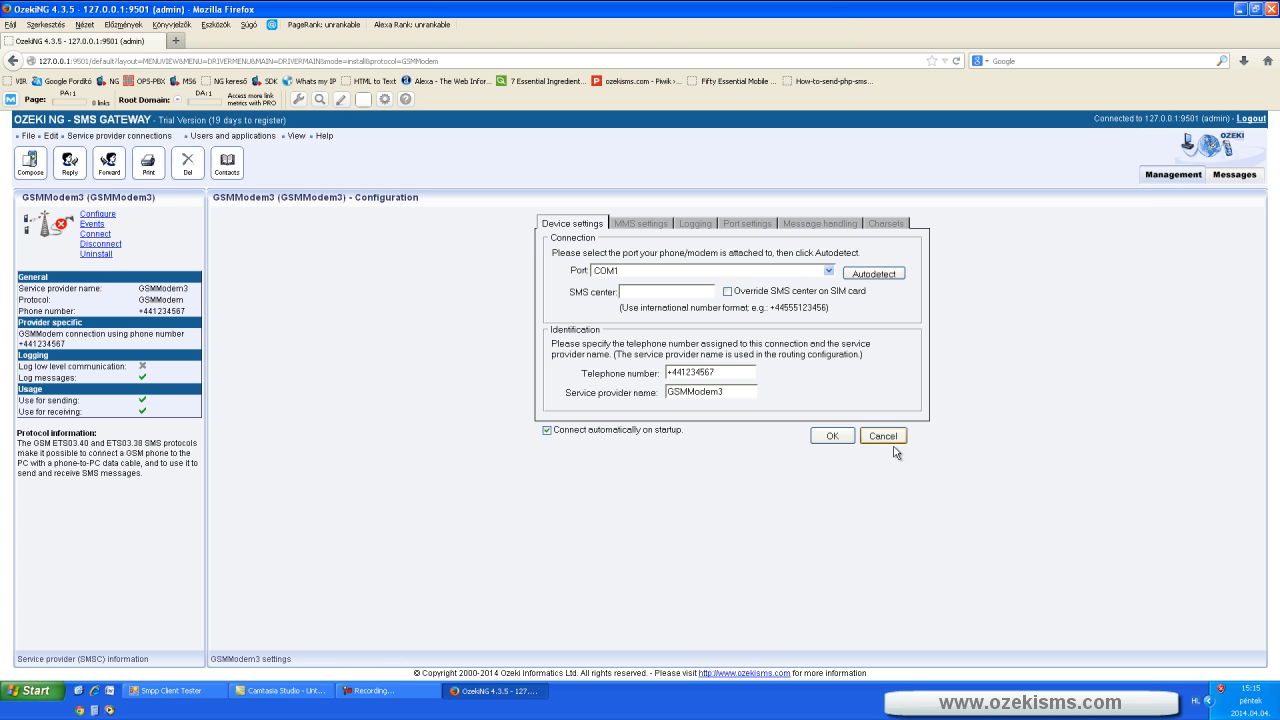 OzekiNG 4.3.5 - 127.0.0.1:9501 (admin) - Mozilla Firefox
Fájl Szerkesztés Nézet Előzmények Könyvjelzők Eszközök Súgó PageRank: unrankable Alexa Rank: unrankable
OzekiNG 4.3.5 - 127.0.0.1:9501 (admin)
127.0.0.1:9501/default?layout=MENUVIEW&MENU=DRIVERMENU&MAIN=DRIVERMAIN&mode=install&protocol=GSMModem
Google
VIR Google Fordító NG OPS-PBX MS6 NG kereső SDK Whats my IP HTML to Text Alexa - The Web Infor... 7 Essential Ingredient... ozekisms.com - Piwik ›... Fifty Essential Mobile ... How-to-send-php-sms...
Page: PA: 1 0 links Root Domain: DA: 1 Access more link metrics with PRO
OZEKI NG - SMS GATEWAY - Trial Version (19 days to register)
Connected to 127.0.0.1:9501 (admin) - Logout
File Edit Service provider connections Users and applications View Help
OZEKI
Compose Reply Forward Print Del Contacts
Management Messages
GSMModem3 (GSMModem3)
Configure
Events
Connect
Disconnect
Uninstall
General
Service provider name: GSMModem3
Protocol: GSMModem
Phone number: +441234567
Provider specific
GSMModem connection using phone number
+441234567
Logging
Log low level communication:
Log messages:
Usage
Use for sending:
Use for receiving:
Protocol information:
The GSM ETS03.40 and ETS03.38 SMS protocols
make it possible to connect a GSM phone to the
PC with a phone-to-PC data cable, and to use it to
send and receive SMS messages.
Service provider (SMSC) information
GSMModem3 (GSMModem3) - Configuration
Device settings MMS settings Logging Port settings Message handling Charsets
Connection
Please select the port your phone/modem is attached to, then click Autodetect.
Port: COM1 Autodetect
SMS center: Override SMS center on SIM card
(Use international number format; e.g.: +44555123456)
Identification
Please specify the telephone number assigned to this connection and the service
provider name. (The service provider name is used in the routing configuration.)
Telephone number: +441234567
Service provider name: GSMModem3
Connect automatically on startup.
OK Cancel
GSMModem3 settings
© Copyright 2000-2014 Ozeki Informatics Ltd. All rights reserved. - Please visit http://www.ozekisms.com for more information
Start Smpp Client Tester Camtasia Studio - Unt... Recording... OzekiNG 4.3.5 - 127....
www.ozekisms.com
HL
15:15
péntek
2014.04.04.